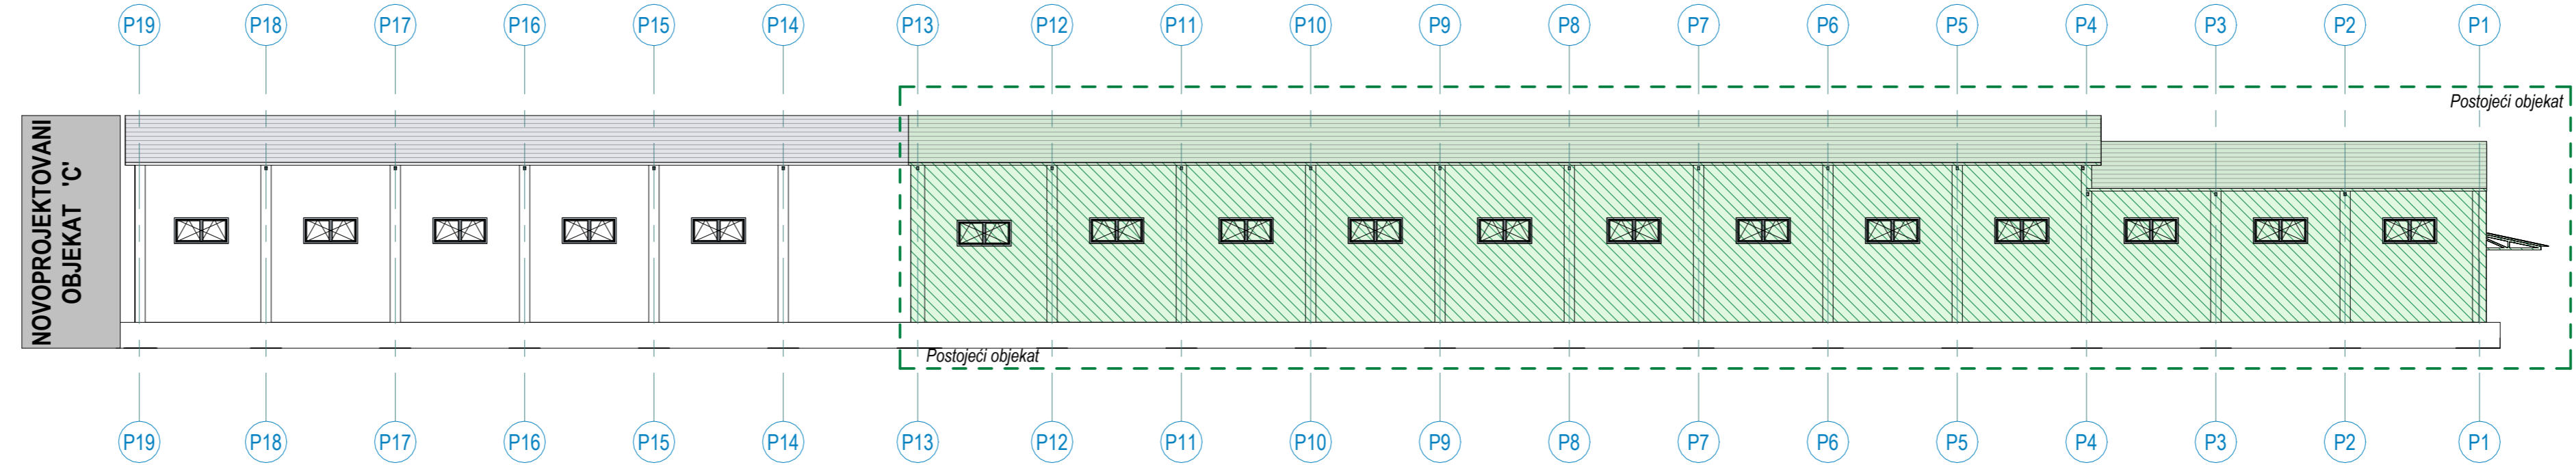 P19 P18 P17 P16 P15 P14 P13 P12 P11 P10 P9 P8 P7 P6 P5 P4 P3 P2 P1
Postojeći objekat
NOVOPROJEKTOVANI
OBJEKAT 'C'
Postojeći objekat
P19 P18 P17 P16 P15 P14 P13 P12 P11 P10 P9 P8 P7 P6 P5 P4 P3 P2 P1